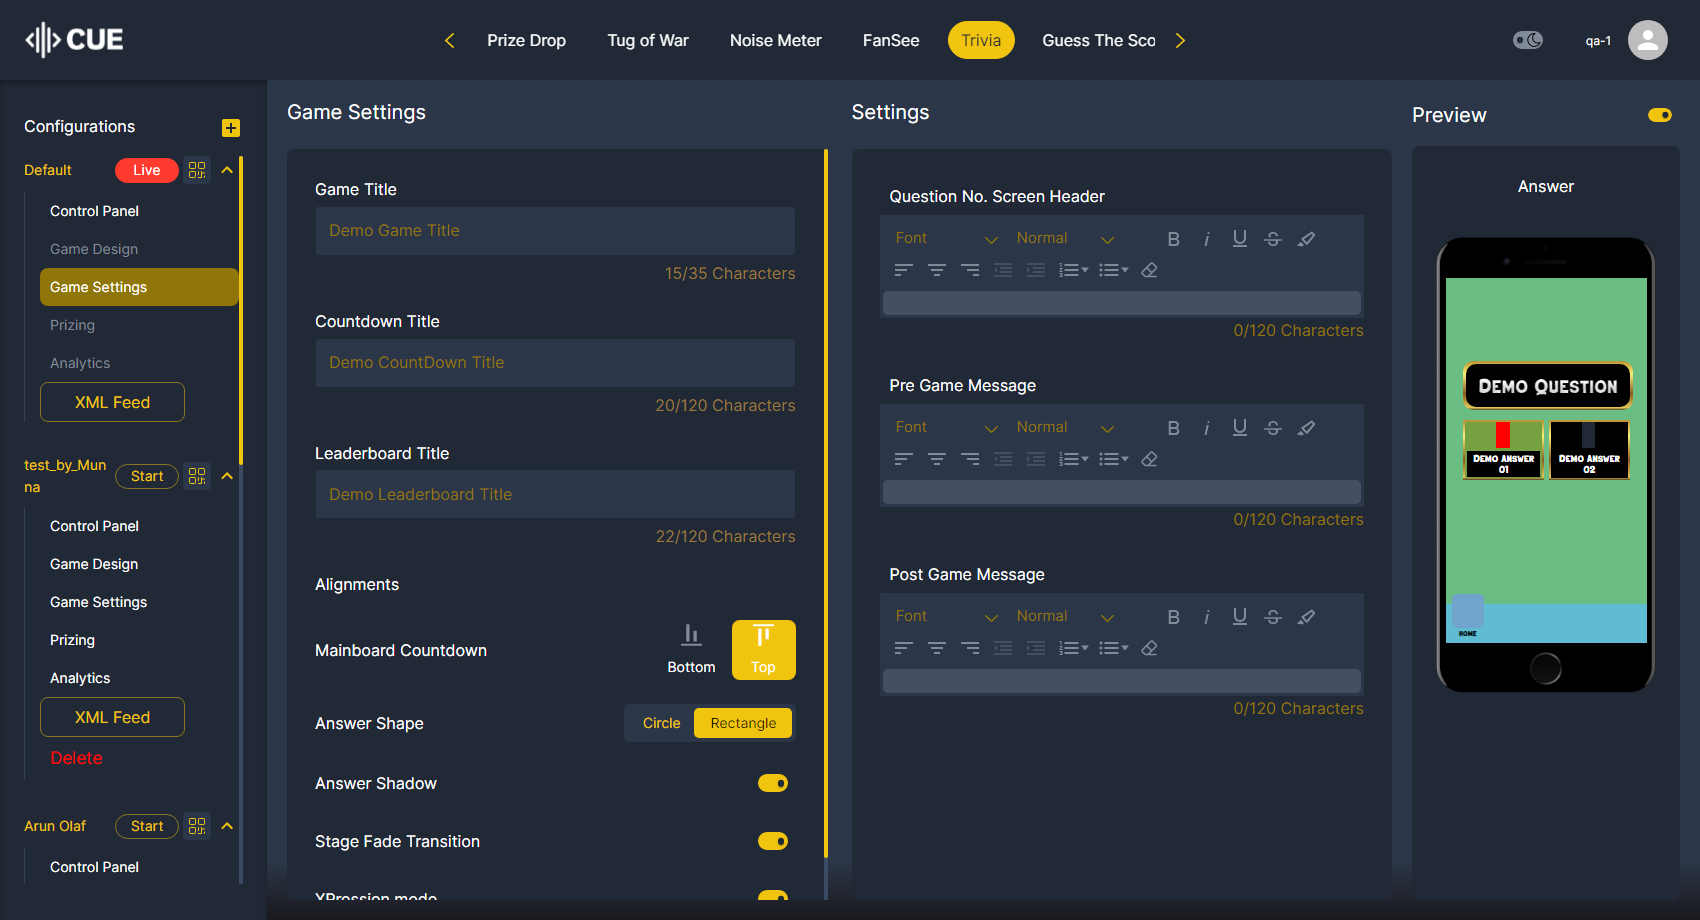 CUE
Prize Drop
Tug of War
Noise Meter
FanSee
Trivia
Guess The Sco
qa-1
Configurations
Default
Live
Control Panel
Game Design
Game Settings
Prizing
Analytics
XML Feed
test_by_Mun
na
Start
Control Panel
Game Design
Game Settings
Prizing
Analytics
XML Feed
Delete
Arun Olaf
Start
Control Panel
Game Settings
Game Title
Demo Game Title
15/35 Characters
Countdown Title
Demo CountDown Title
20/120 Characters
Leaderboard Title
Demo Leaderboard Title
22/120 Characters
Alignments
Mainboard Countdown
Bottom
Top
Answer Shape
Circle
Rectangle
Answer Shadow
Stage Fade Transition
XPression mode
Settings
Question No. Screen Header
Font
Normal
B i U S
0/120 Characters
Pre Game Message
Font
Normal
B i U S
0/120 Characters
Post Game Message
Font
Normal
B i U S
0/120 Characters
Preview
Answer
Demo Question
Demo Answer
01
Demo Answer
02
HOME